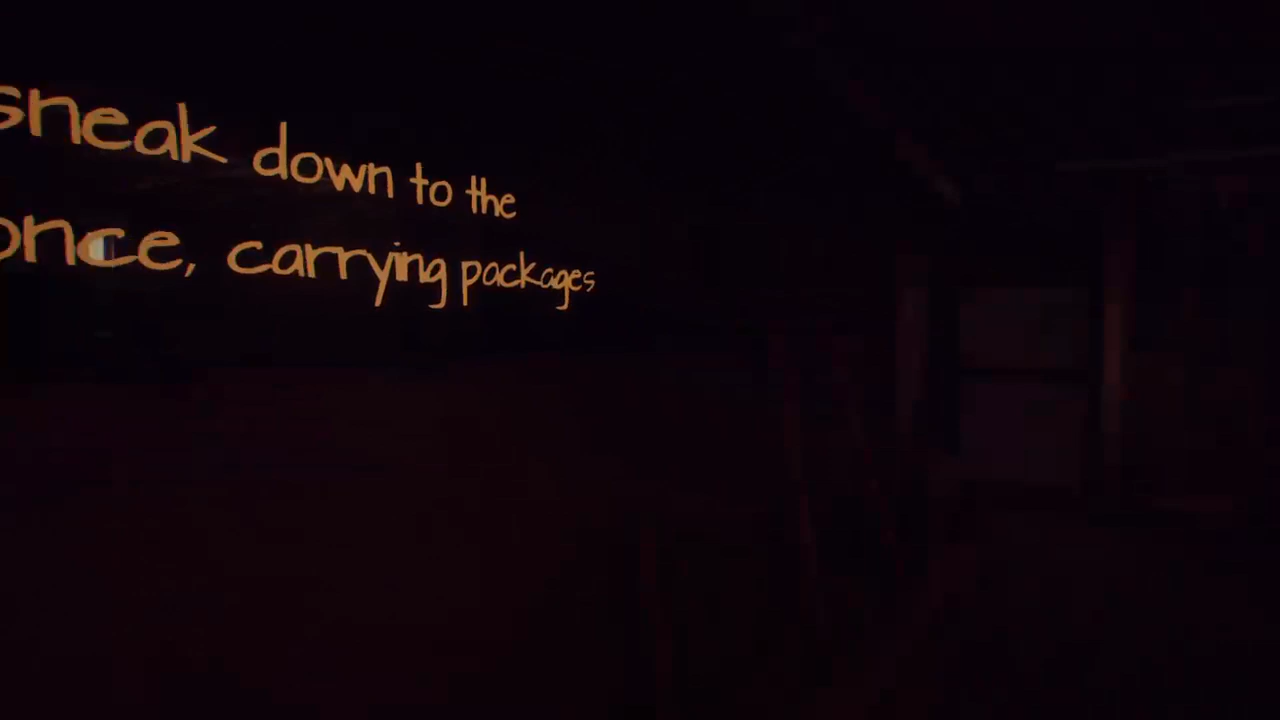 sneak down to the
once, carrying packages